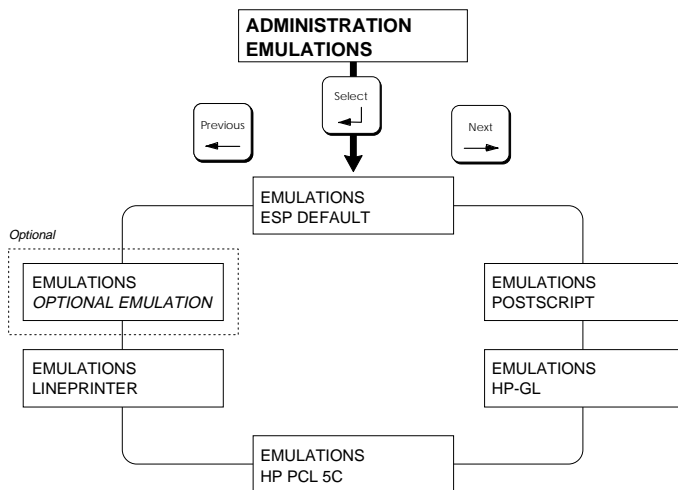 ADMINISTRATION
EMULATIONS
Select
Previous
Next
EMULATIONS
ESP DEFAULT
Optional
EMULATIONS
OPTIONAL EMULATION
EMULATIONS
POSTSCRIPT
EMULATIONS
LINEPRINTER
EMULATIONS
HP-GL
EMULATIONS
HP PCL 5C